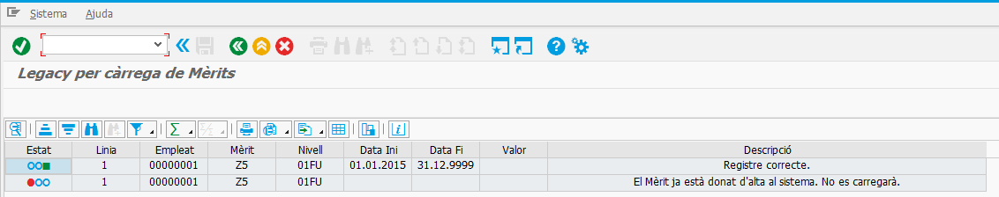 Sistema Ajuda
Legacy per càrrega de Mèrits
Estat Linia Empleat Mèrit Nivell Data Ini Data Fi Valor Descripció
1 00000001 Z5 01FU 01.01.2015 31.12.9999 Registre correcte.
1 00000001 Z5 01FU El Mèrit ja està donat d'alta al sistema. No es carregarà.